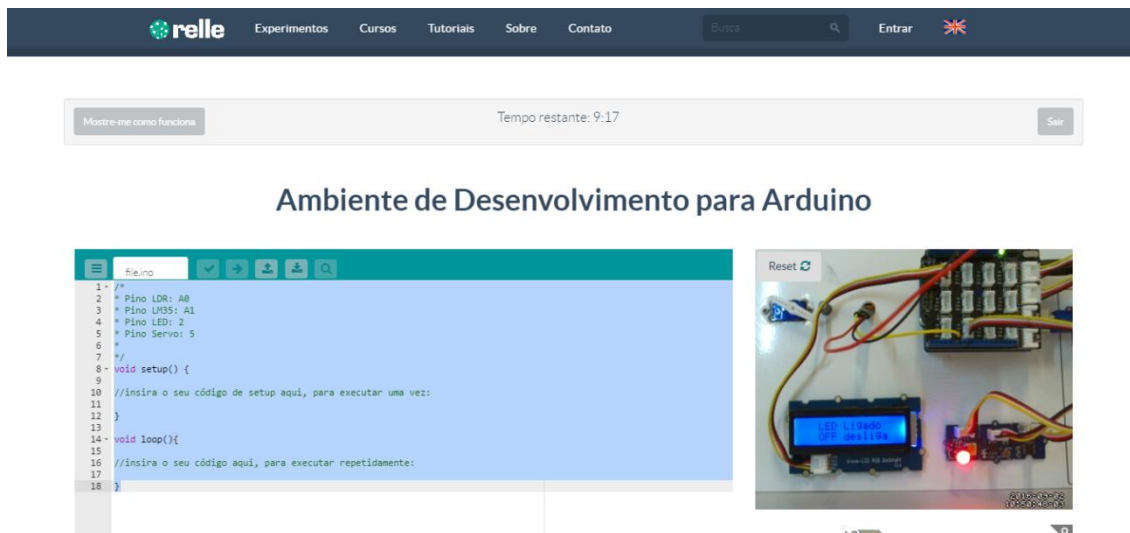 relle Experimentos Cursos Tutoriais Sobre Contato Busca Entrar
Mostre-me como funciona Tempo restante: 9:17 Sair
Ambiente de Desenvolvimento para Arduino
file.ino
1 /*
2 * Pino LDR: A0
3 * Pino LM35: A1
4 * Pino LED: 2
5 * Pino Servo: 5
6 *
7 */
8 void setup() {
9
10 //insira o seu código de setup aqui, para executar uma vez:
11
12 }
13
14 void loop(){
15
16 //insira o seu código aqui, para executar repetidamente:
17
18 }
Reset
LED Ligado
OFF desliga